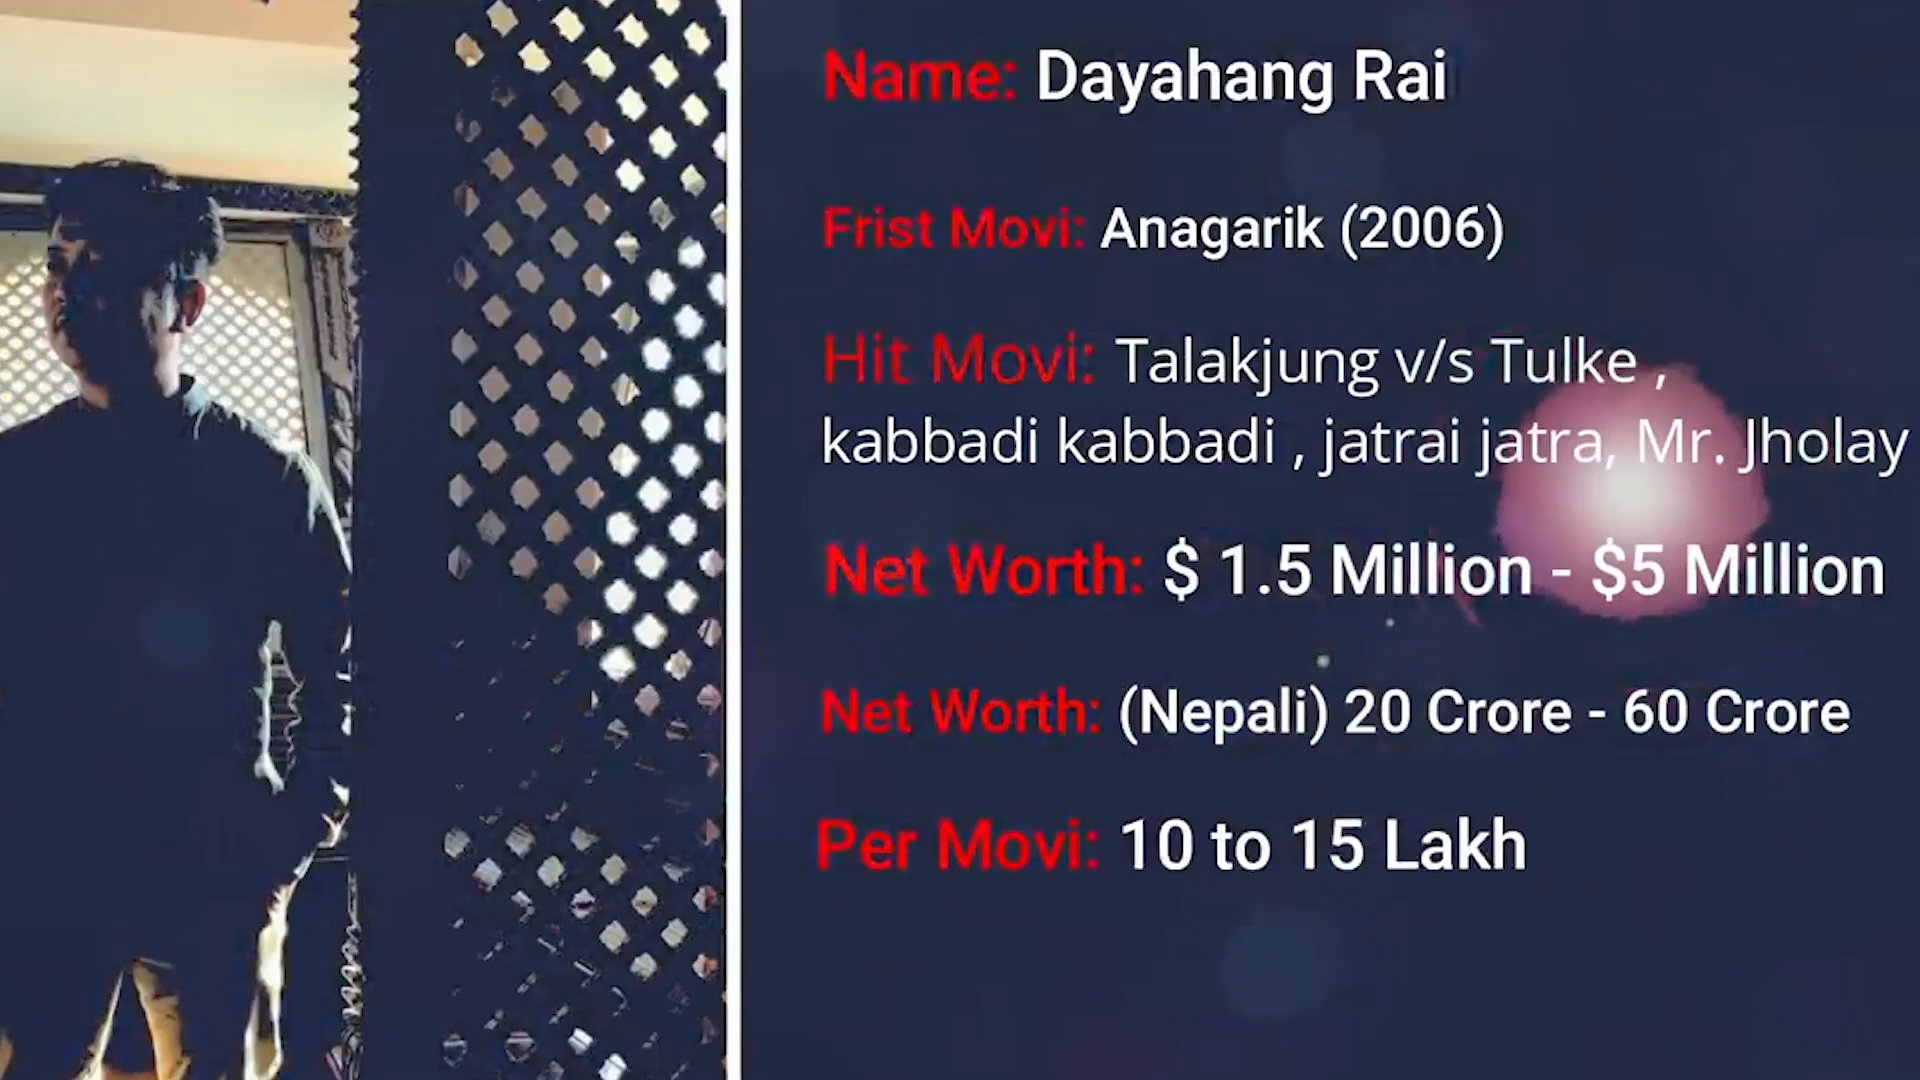 Name: Dayahang Rai
Frist Movi: Anagarik (2006)
Hit Movi: Talakjung v/s Tulke ,
kabbadi kabbadi , jatrai jatra, Mr. Jholay
Net Worth: $ 1.5 Million - $5 Million
Net Worth: (Nepali) 20 Crore - 60 Crore
Per Movi: 10 to 15 Lakh